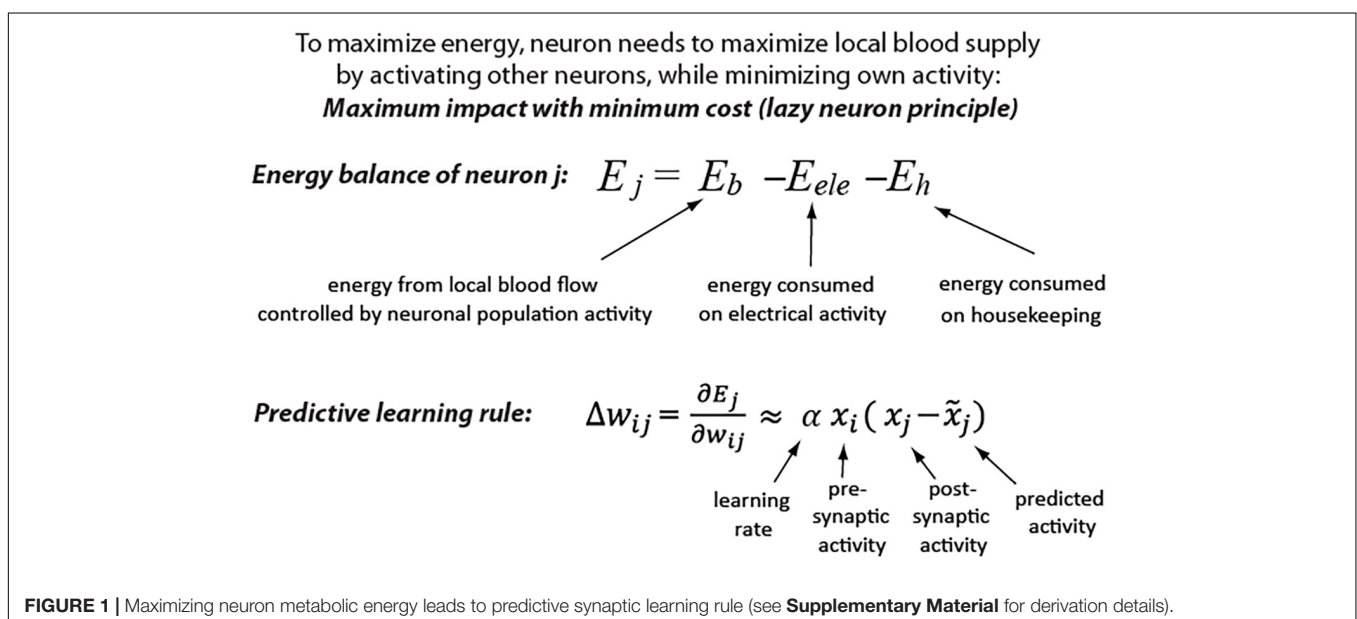 To maximize energy, neuron needs to maximize local blood supply
by activating other neurons, while minimizing own activity:
Maximum impact with minimum cost (lazy neuron principle)
Energy balance of neuron j: E_j = E_b −E_ele −E_h
energy from local blood flow
controlled by neuronal population activity
energy consumed
on electrical activity
energy consumed
on housekeeping
Predictive learning rule: Δw_ij = ∂E_j/∂w_ij ≈ α x_i ( x_j − x̃_j)
learning
rate
pre-
synaptic
activity
post-
synaptic
activity
predicted
activity
FIGURE 1 | Maximizing neuron metabolic energy leads to predictive synaptic learning rule (see Supplementary Material for derivation details).